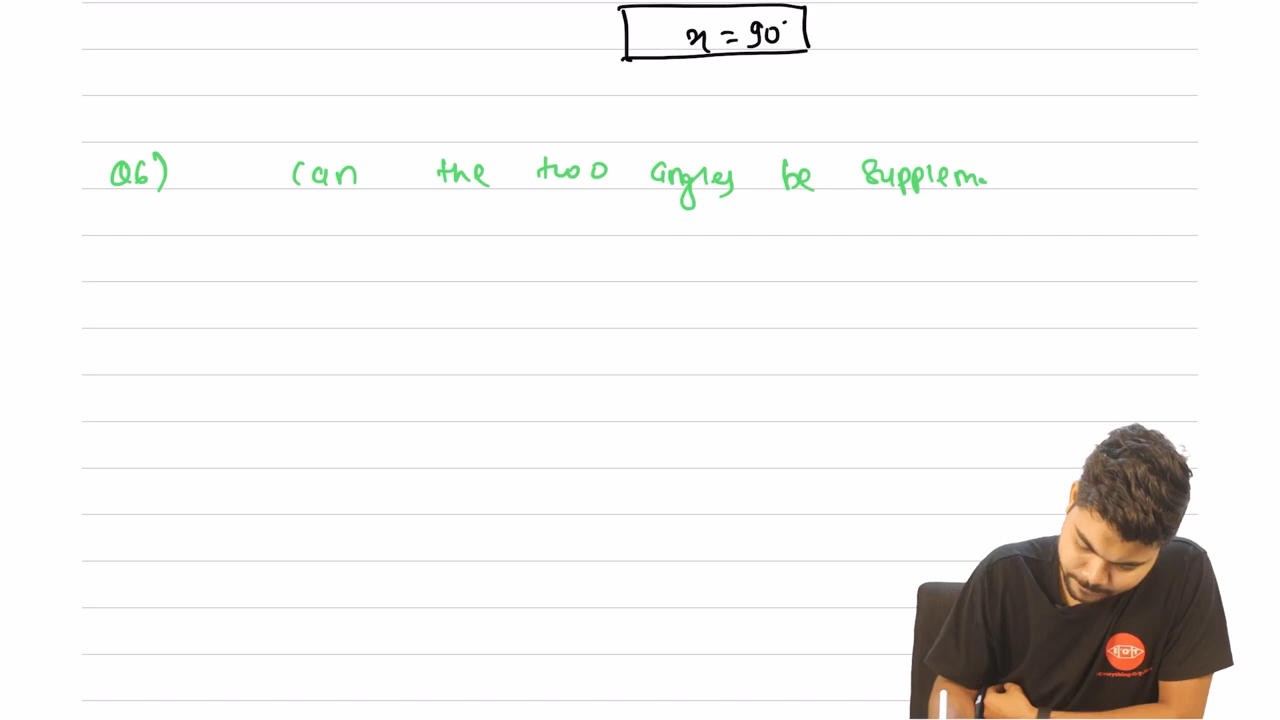 x = 90°
Q6) Can the two angles be Supplem